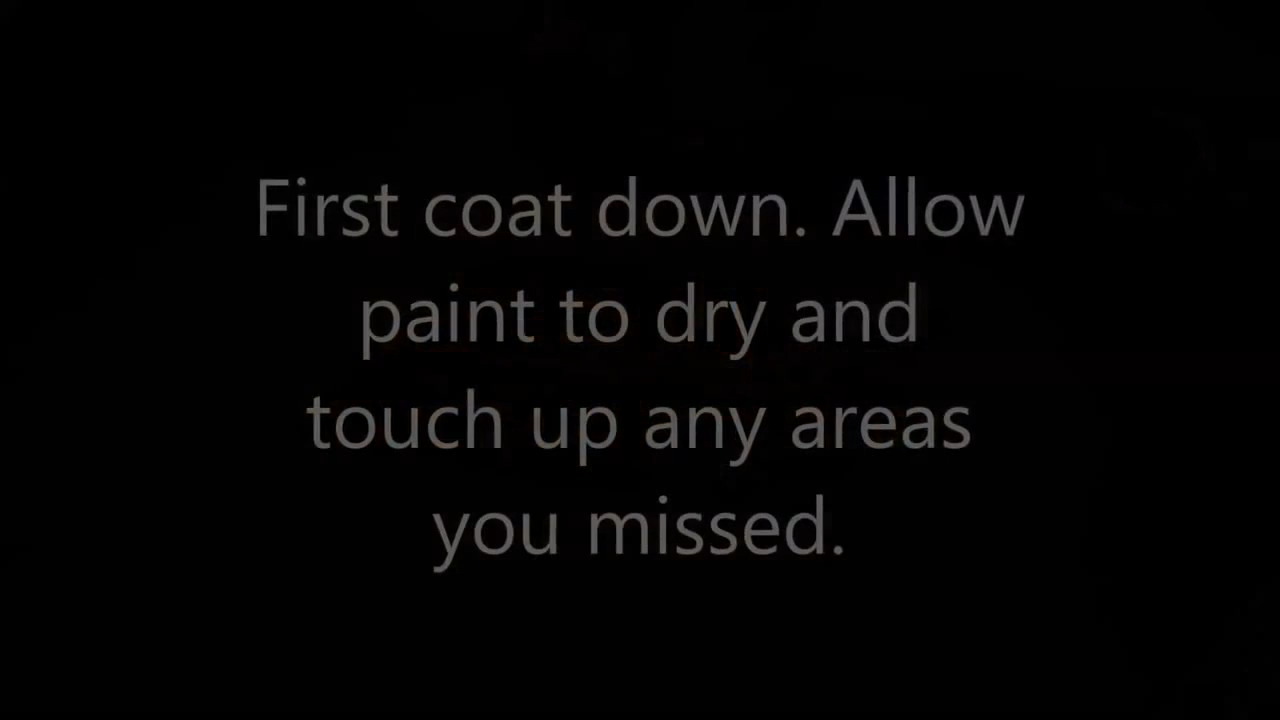 First coat down. Allow
paint to dry and
touch up any areas
you missed.